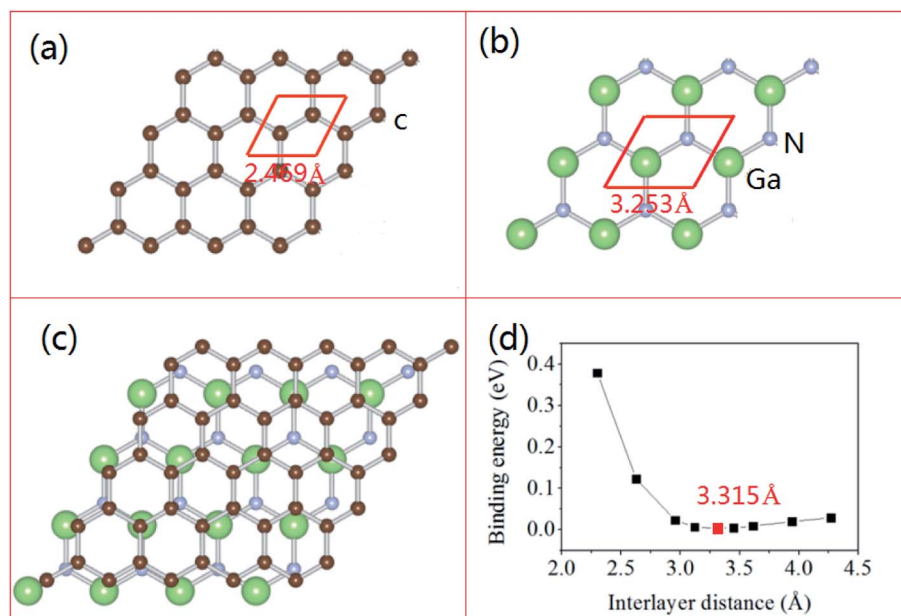 (a)
C
2.469Å
(b)
N
Ga
3.253Å
(c)
(d)
Binding energy (eV)
0.4
0.3
0.2
0.1
0.0
3.315Å
2.0 2.5 3.0 3.5 4.0 4.5
Interlayer distance (Å)